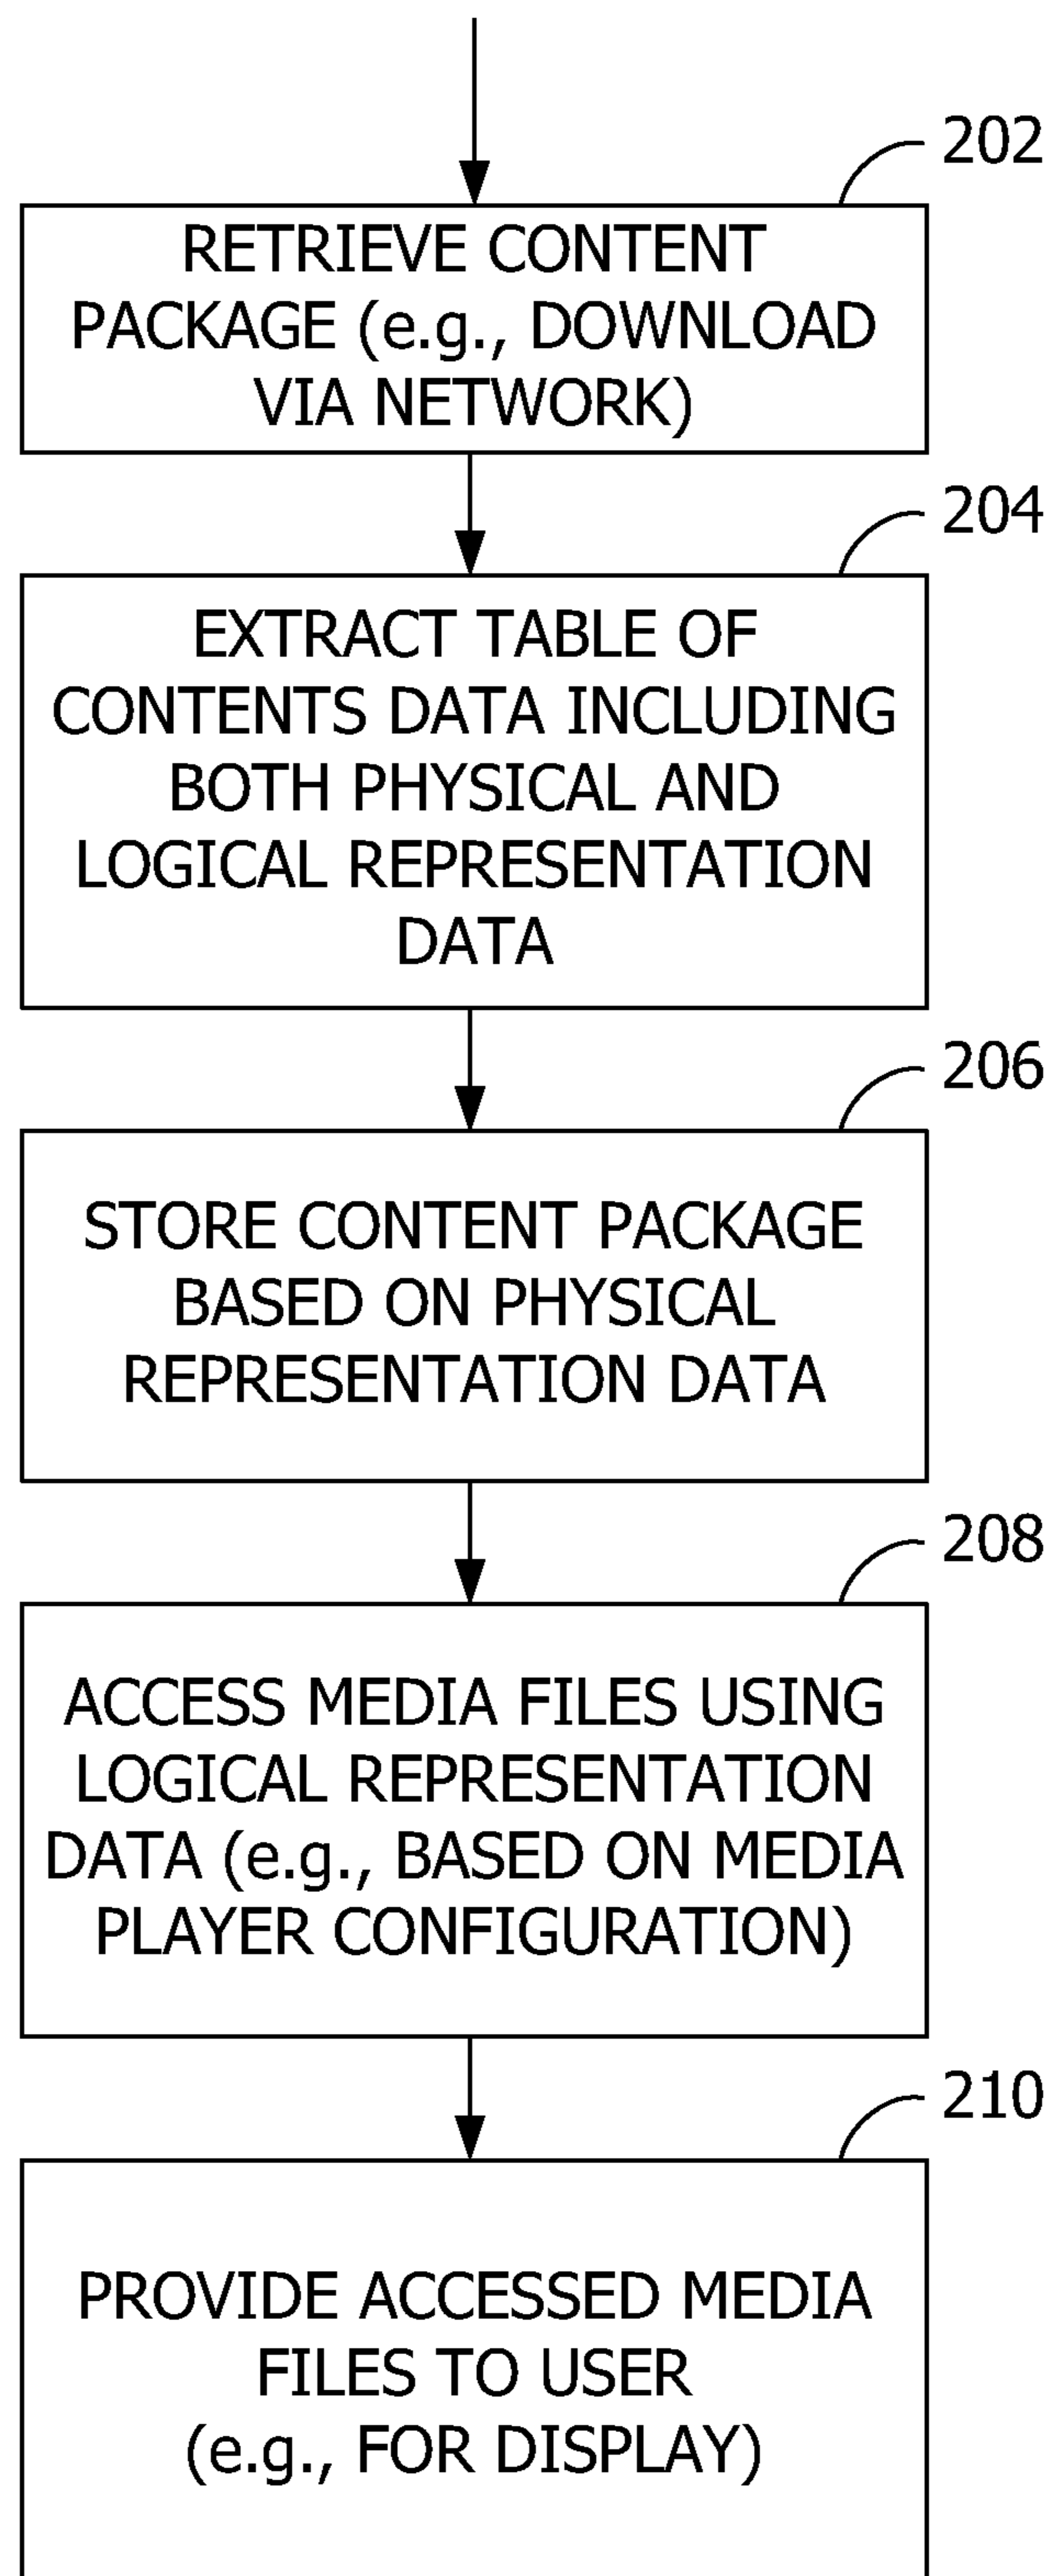 202
RETRIEVE CONTENT
PACKAGE (e.g., DOWNLOAD
VIA NETWORK)
204
EXTRACT TABLE OF
CONTENTS DATA INCLUDING
BOTH PHYSICAL AND
LOGICAL REPRESENTATION
DATA
206
STORE CONTENT PACKAGE
BASED ON PHYSICAL
REPRESENTATION DATA
208
ACCESS MEDIA FILES USING
LOGICAL REPRESENTATION
DATA (e.g., BASED ON MEDIA
PLAYER CONFIGURATION)
210
PROVIDE ACCESSED MEDIA
FILES TO USER
(e.g., FOR DISPLAY)